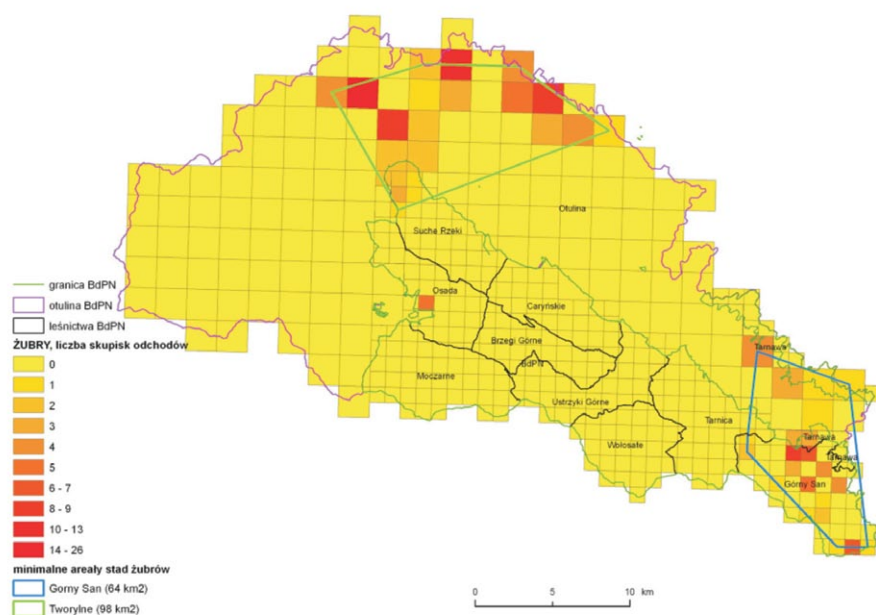 Otulina
Suche Rzeki
Osada
Caryńskie
Brzegi Górne
BdPN
Moczarne
Ustrzyki Górne
Wołosate
Tarnica
Tarnawa
Tarnawa
Tarnawa
Górny San
granica BdPN
otulina BdPN
leśnictwa BdPN
ŻUBRY, liczba skupisk odchodów
0
1
2
3
4
5
6 - 7
8 - 9
10 - 13
14 - 26
minimalne areały stad żubrów
Gorny San (64 km2)
Tworylne (98 km2)
0 5 10 km